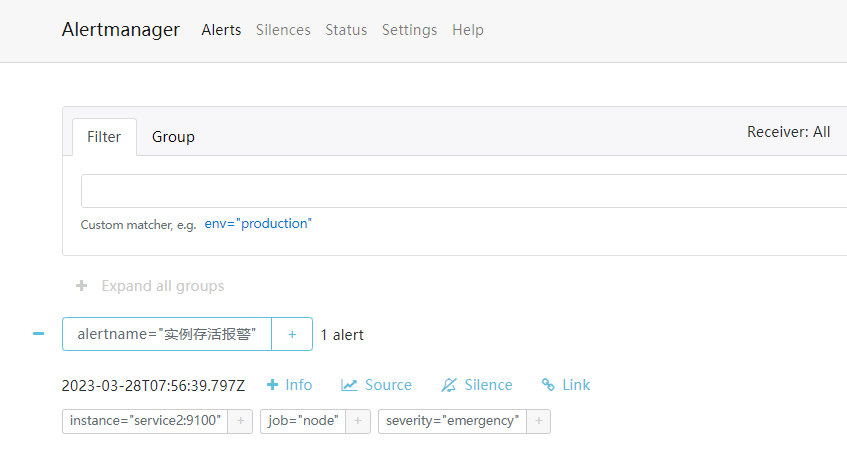 Alertmanager Alerts Silences Status Settings Help
Filter Group Receiver: All
Custom matcher, e.g. env="production"
+ Expand all groups
− alertname="实例存活报警" + 1 alert
2023-03-28T07:56:39.797Z + Info Source Silence Link
instance="service2:9100" + job="node" + severity="emergency" +